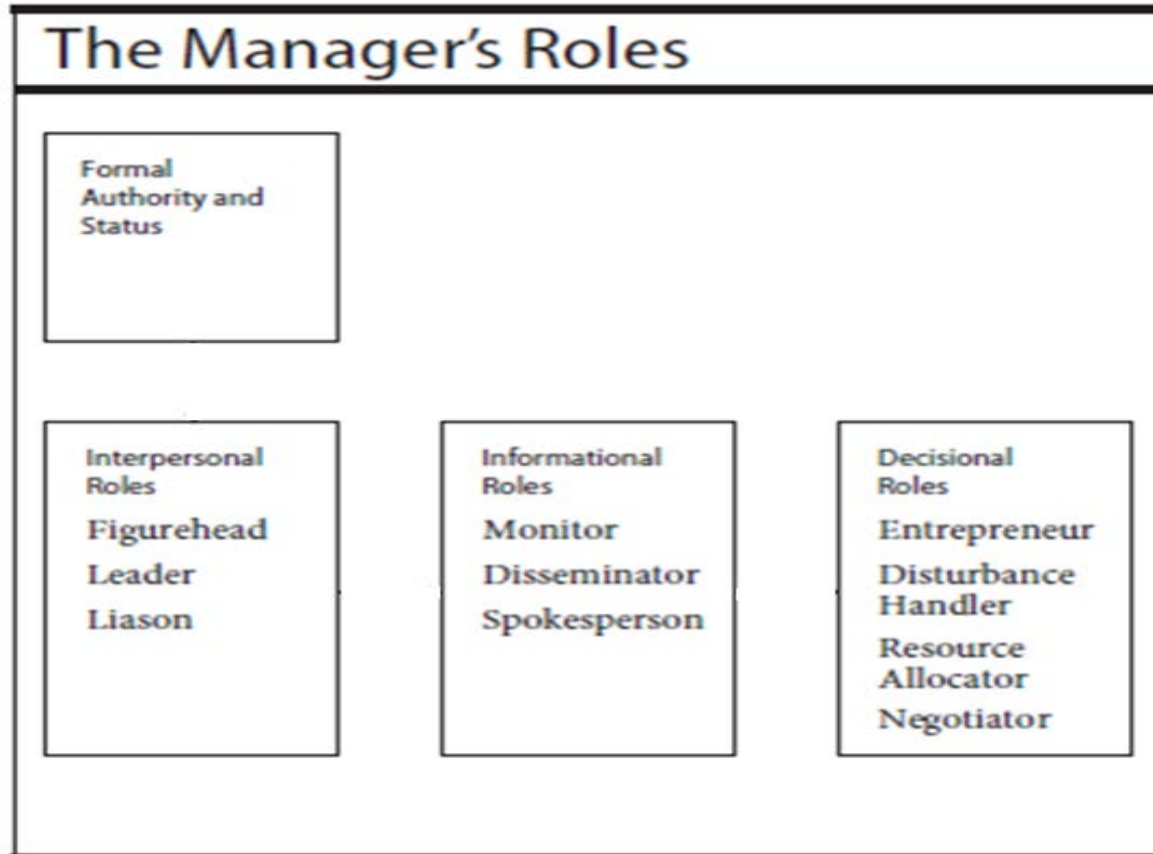 The Manager's Roles
Formal
Authority and
Status
Interpersonal
Roles
Figurehead
Leader
Liason
Informational
Roles
Monitor
Disseminator
Spokesperson
Decisional
Roles
Entrepreneur
Disturbance
Handler
Resource
Allocator
Negotiator